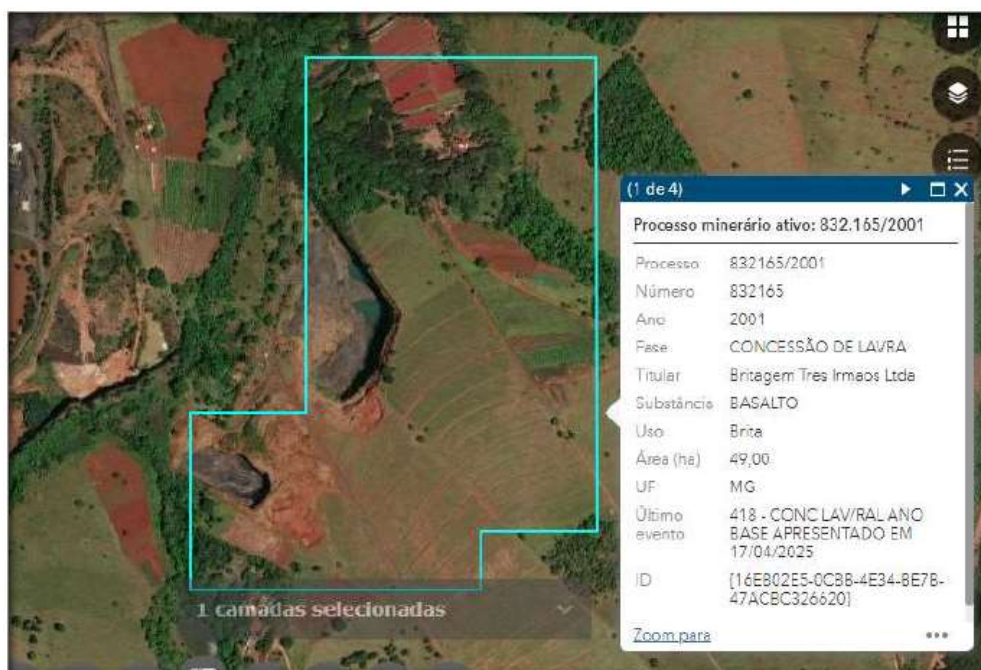 (1 de 4)
Processo minerário ativo: 832.165/2001
Processo 832165/2001
Número 832165
Ano 2001
Fase CONCESSÃO DE LAVRA
Titular Britagem Tres Irmaos Ltda
Substância BASALTO
Uso Brita
Área (ha) 49,00
UF MG
Último evento 418 - CONC LAV/RAL ANO
BASE APRESENTADO EM
17/04/2025
ID {16EB02E5-0CBB-4E34-8E7B-
47ACBC326620}
Zoom para
1 camadas selecionadas